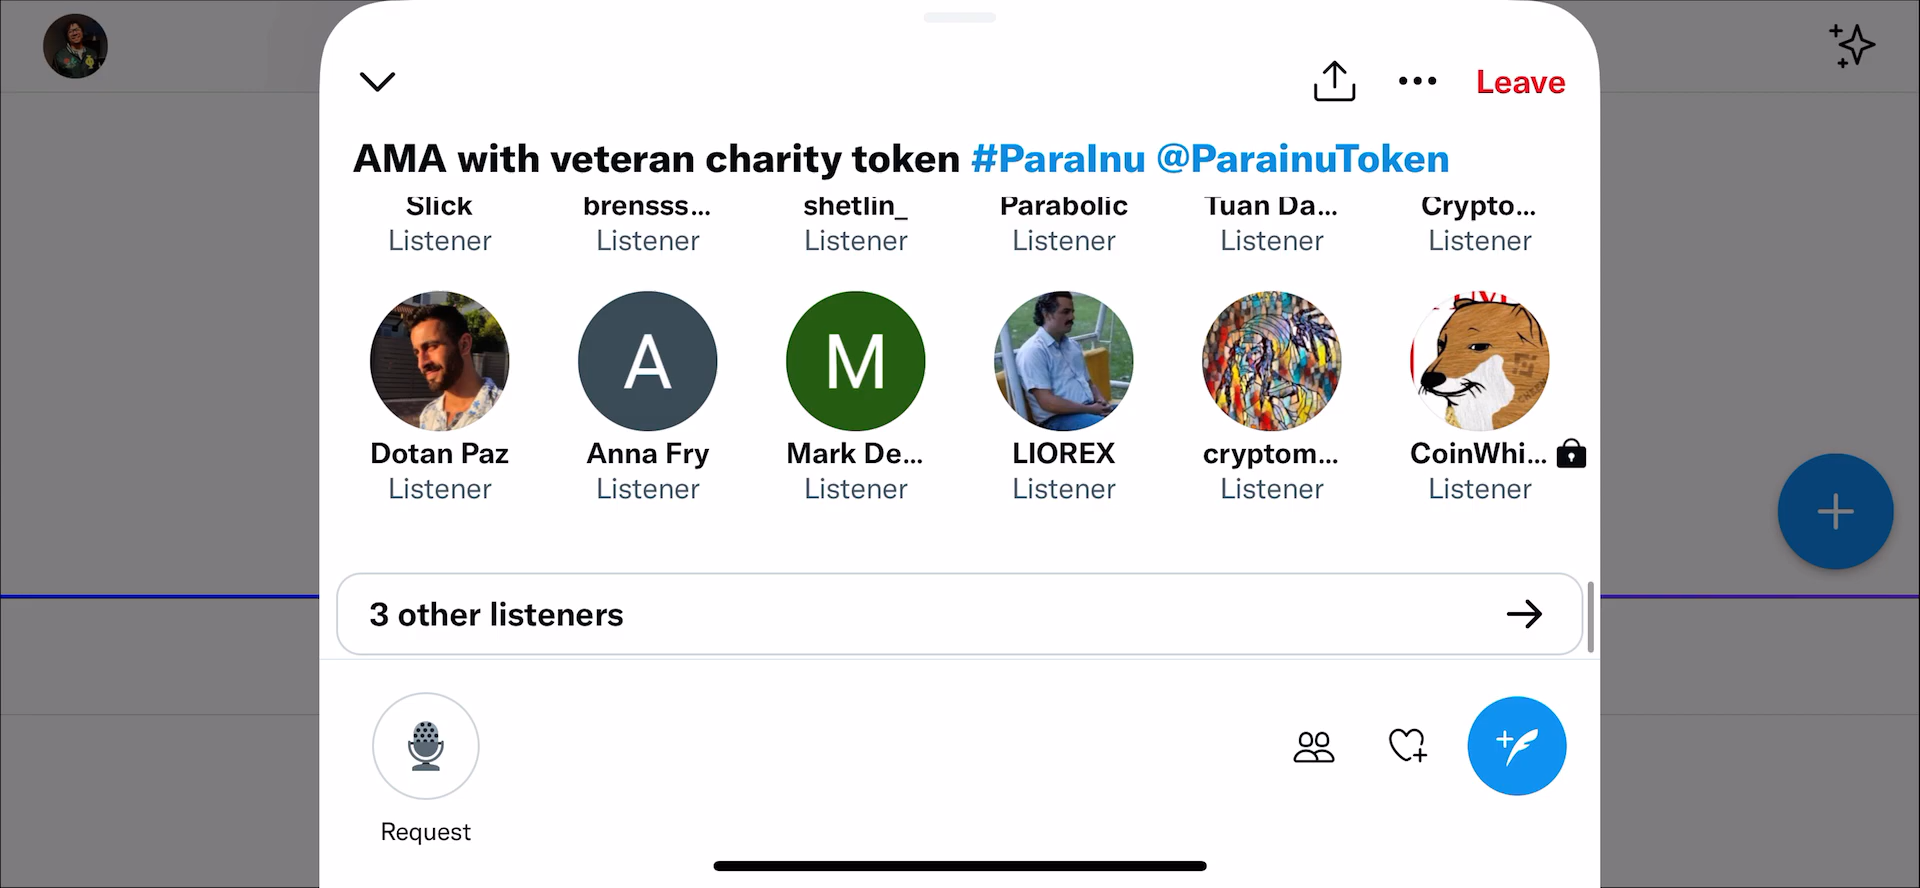 Leave
AMA with veteran charity token #ParaInu @ParainuToken
Slick brensss... shetlin_ Parabolic Tuan Da... Crypto...
Listener Listener Listener Listener Listener Listener
A M
Dotan Paz Anna Fry Mark De... LIOREX cryptom... CoinWhi...
Listener Listener Listener Listener Listener Listener
3 other listeners
Request